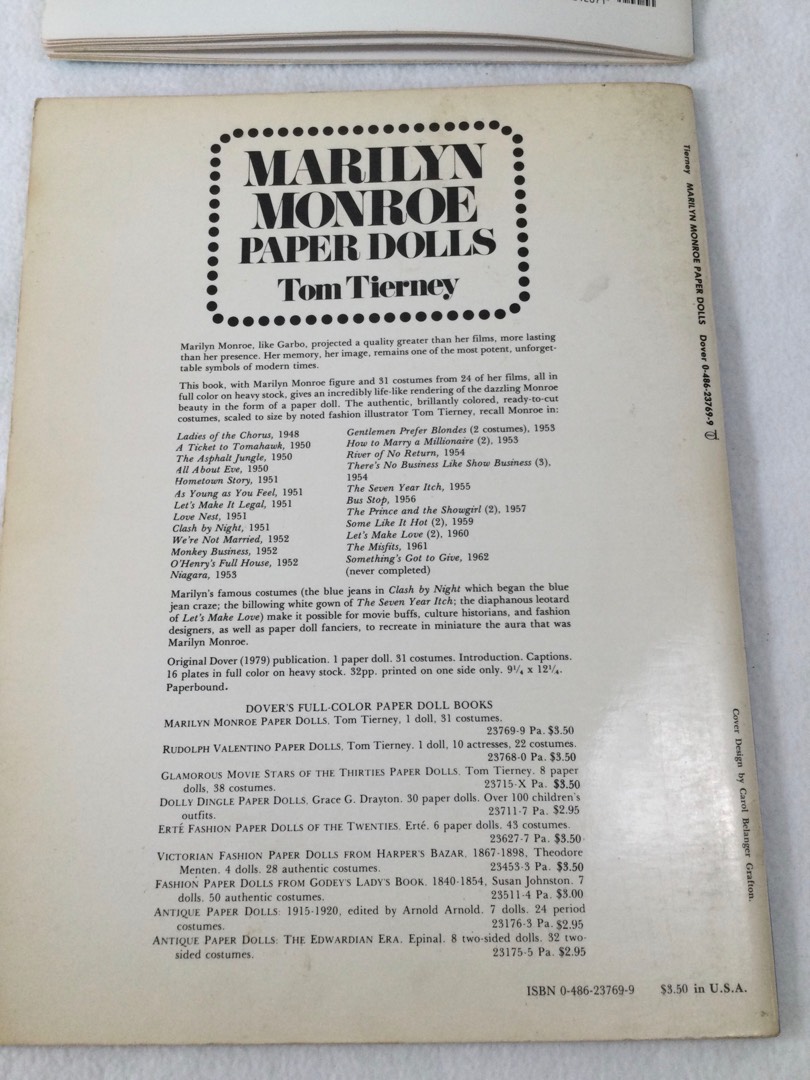 MARILYN
MONROE
PAPER DOLLS
Tom Tierney
Marilyn Monroe, like Garbo, projected a quality greater than her films, more lasting
than her presence. Her memory, her image, remains one of the most potent, unforget-
table symbols of modern times.
This book, with Marilyn Monroe figure and 31 costumes from 24 of her films, all in
full color on heavy stock, gives an incredibly life-like rendering of the dazzling Monroe
beauty in the form of a paper doll. The authentic, brillantly colored, ready-to-cut
costumes, scaled to size by noted fashion illustrator Tom Tierney, recall Monroe in:
Ladies of the Chorus, 1948
A Ticket to Tomahawk, 1950
The Asphalt Jungle, 1950
All About Eve, 1950
Hometown Story, 1951
As Young as You Feel, 1951
Let's Make It Legal, 1951
Love Nest, 1951
Clash by Night, 1951
We're Not Married, 1952
Monkey Business, 1952
O'Henry's Full House, 1952
Niagara, 1953
Gentlemen Prefer Blondes (2 costumes), 1953
How to Marry a Millionaire (2), 1953
River of No Return, 1954
There's No Business Like Show Business (3),
1954
The Seven Year Itch, 1955
Bus Stop, 1956
The Prince and the Showgirl (2), 1957
Some Like It Hot (2), 1959
Let's Make Love (2), 1960
The Misfits, 1961
Something's Got to Give, 1962
(never completed)
Marilyn's famous costumes (the blue jeans in Clash by Night which began the blue
jean craze; the billowing white gown of The Seven Year Itch; the diaphanous leotard
of Let's Make Love) make it possible for movie buffs, culture historians, and fashion
designers, as well as paper doll fanciers, to recreate in miniature the aura that was
Marilyn Monroe.
Original Dover (1979) publication. 1 paper doll. 31 costumes. Introduction. Captions.
16 plates in full color on heavy stock. 32pp. printed on one side only. 9¼ x 12¼.
Paperbound.
DOVER'S FULL-COLOR PAPER DOLL BOOKS
MARILYN MONROE PAPER DOLLS, Tom Tierney, 1 doll, 31 costumes.
23769-9 Pa. $3.50
RUDOLPH VALENTINO PAPER DOLLS, Tom Tierney. 1 doll, 10 actresses, 22 costumes.
23768-0 Pa. $3.50
GLAMOROUS MOVIE STARS OF THE THIRTIES PAPER DOLLS, Tom Tierney. 8 paper
dolls, 38 costumes. 23715-X Pa. $3.50
DOLLY DINGLE PAPER DOLLS, Grace G. Drayton. 30 paper dolls. Over 100 children's
outfits. 23711-7 Pa. $2.95
ERTÉ FASHION PAPER DOLLS OF THE TWENTIES, Erté. 6 paper dolls. 43 costumes.
23627-7 Pa. $3.50
VICTORIAN FASHION PAPER DOLLS FROM HARPER'S BAZAR, 1867-1898, Theodore
Menten. 4 dolls. 28 authentic costumes. 23453-3 Pa. $3.50
FASHION PAPER DOLLS FROM GODEY'S LADY'S BOOK, 1840-1854, Susan Johnston. 7
dolls. 50 authentic costumes. 23511-4 Pa. $3.00
ANTIQUE PAPER DOLLS: 1915-1920, edited by Arnold Arnold. 7 dolls. 24 period
costumes. 23176-3 Pa. $2.95
ANTIQUE PAPER DOLLS: THE EDWARDIAN ERA, Epinal. 8 two-sided dolls. 32 two-
sided costumes. 23175-5 Pa. $2.95
ISBN 0-486-23769-9 $3.50 in U.S.A.
Tierney MARILYN MONROE PAPER DOLLS Dover 0-486-23769-9
Cover Design by Carol Belanger Grafton.